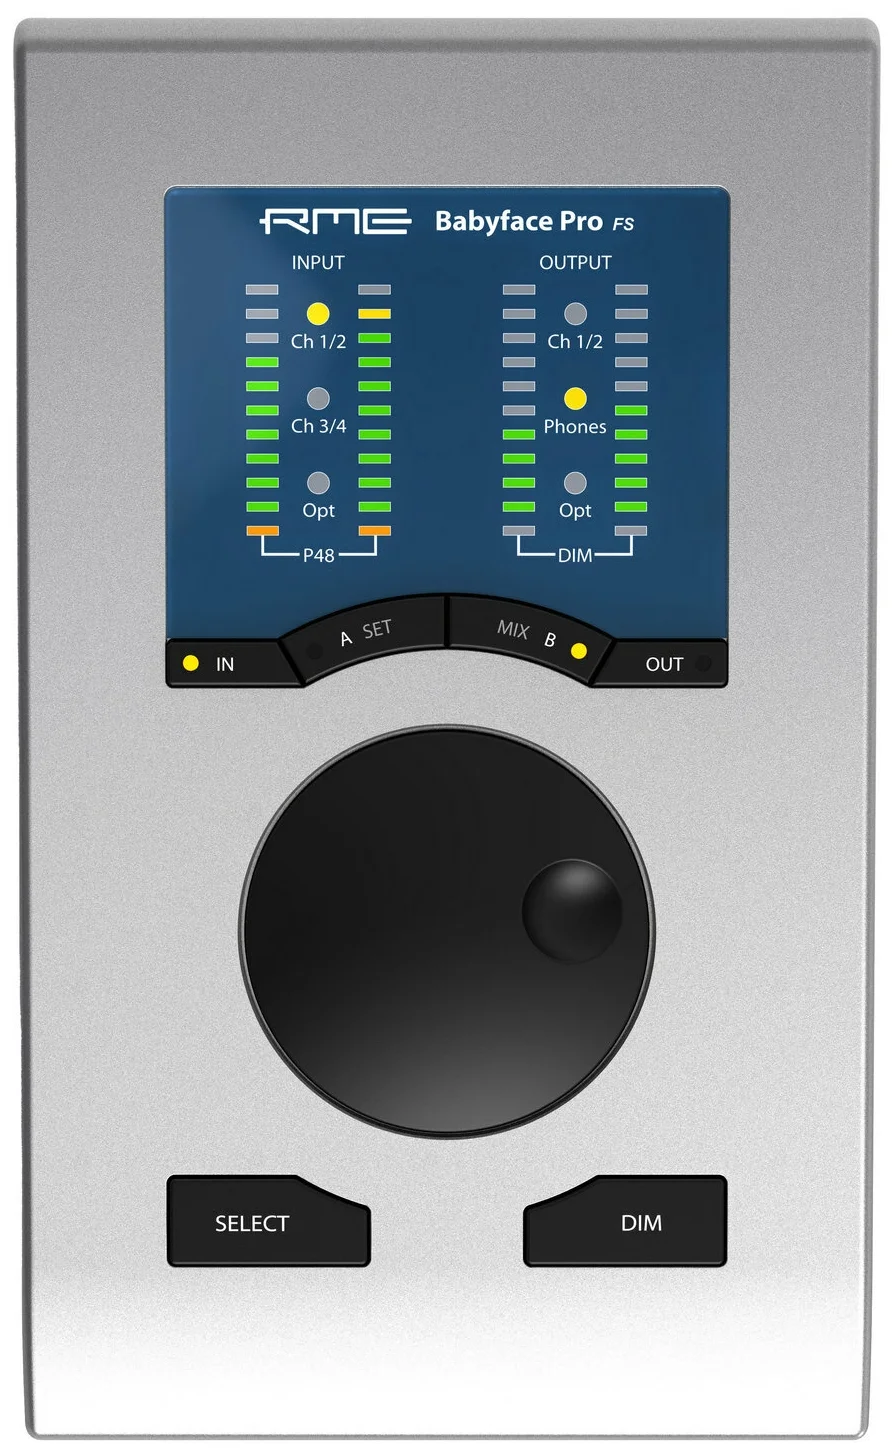 RME Babyface Pro FS
INPUT OUTPUT
Ch 1/2 Ch 1/2
Ch 3/4 Phones
Opt Opt
P48 DIM
IN A SET MIX B OUT
SELECT DIM